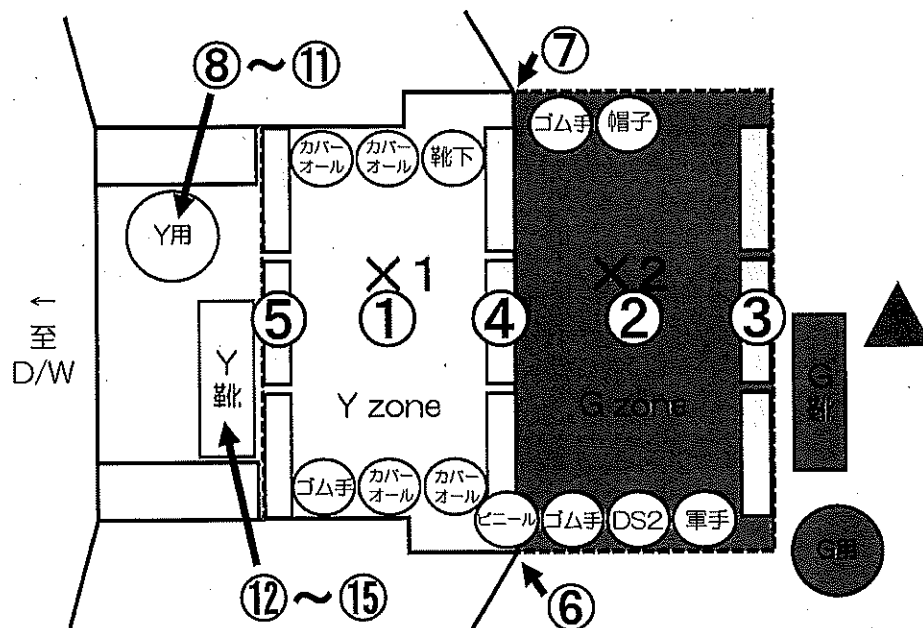 ⑧～⑪
⑦
ゴム手
帽子
カバーオール
カバーオール
靴下
Y用
×1
×2
⑤
①
④
②
③
←
至
D/W
Y
靴
G
靴
Y zone
G zone
ゴム手
カバーオール
カバーオール
ビニール
ゴム手
DS2
軍手
G用
⑫～⑮
⑥